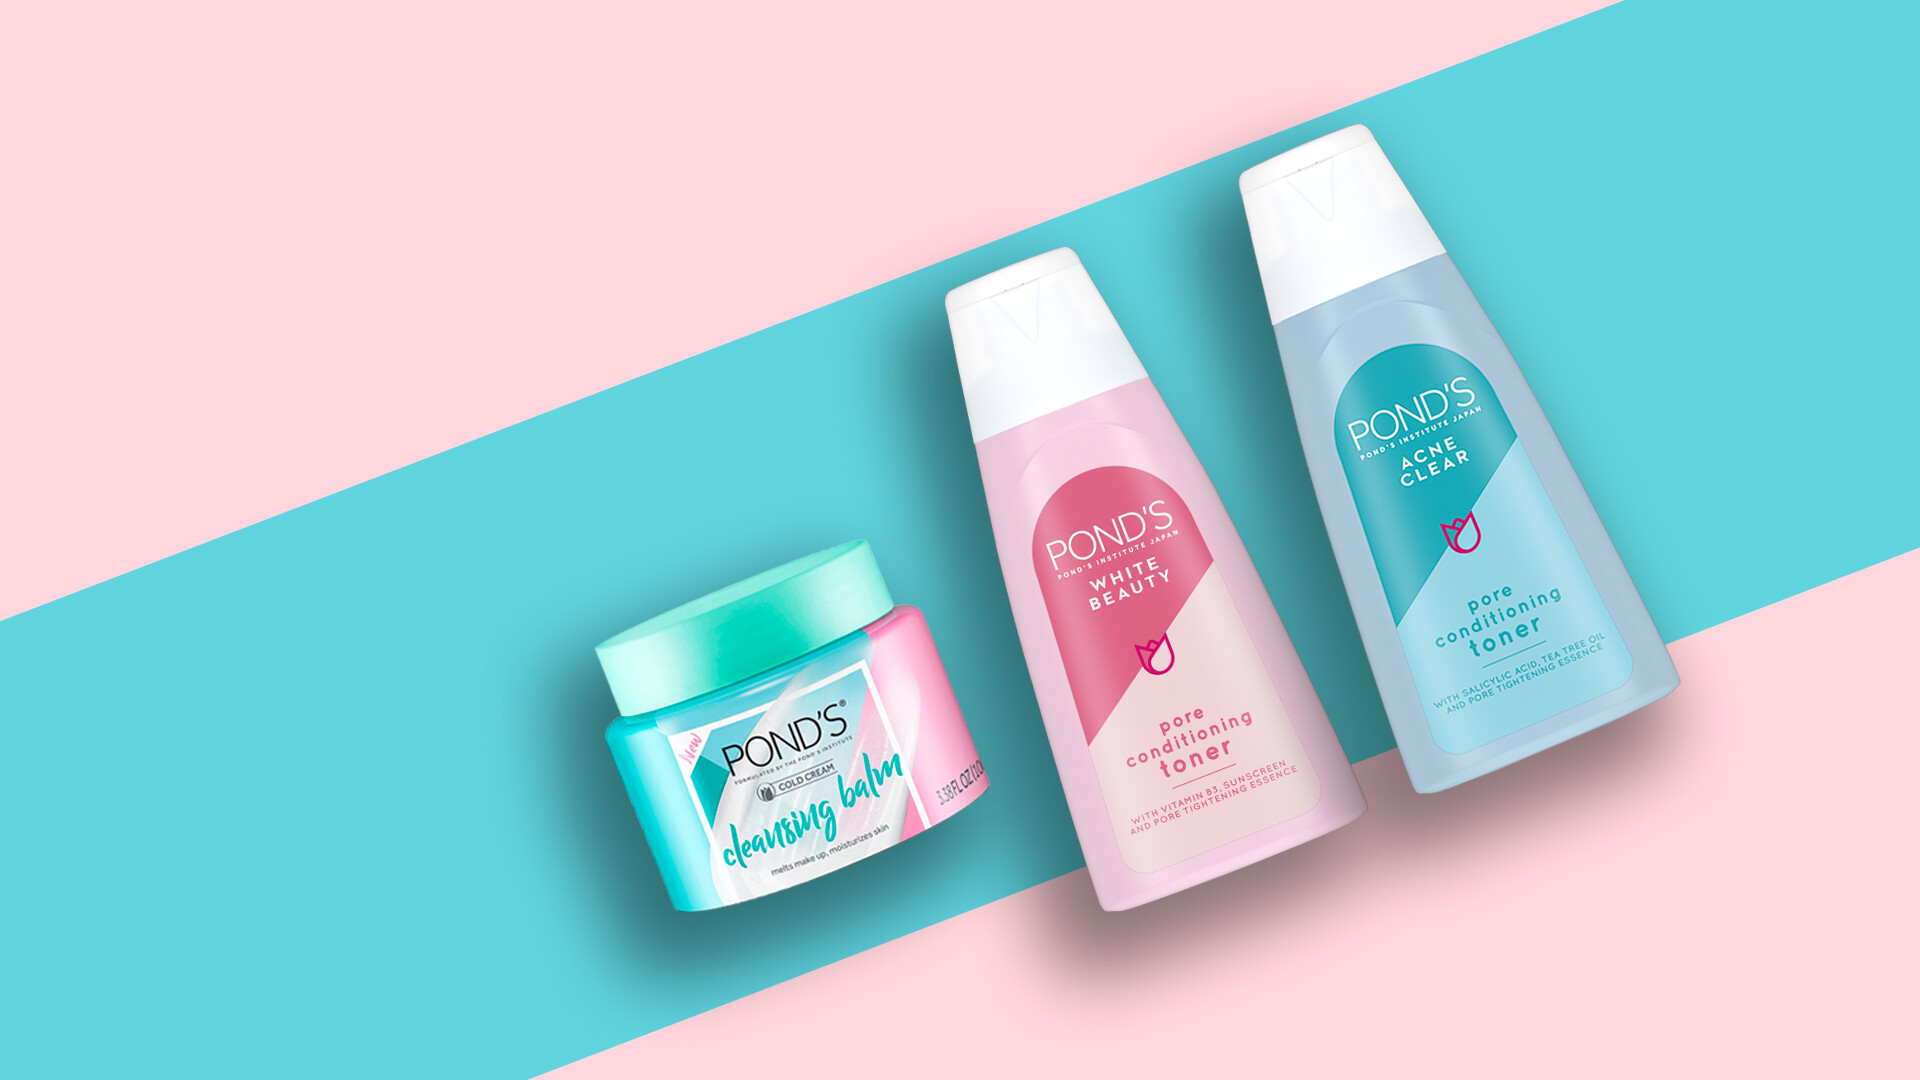 New
POND'S®
FORMULATED BY THE POND'S INSTITUTE
COLD CREAM
cleansing balm
melts make up, moisturizes skin
3.38 FL OZ
POND'S
POND'S INSTITUTE JAPAN
WHITE
BEAUTY
pore
conditioning
toner
WITH VITAMIN B3, SUNSCREEN
AND PORE TIGHTENING ESSENCE
POND'S
POND'S INSTITUTE JAPAN
ACNE
CLEAR
pore
conditioning
toner
WITH SALICYLIC ACID, TEA TREE OIL
AND PORE TIGHTENING ESSENCE